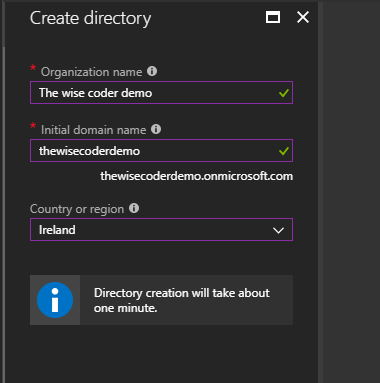 Create directory
* Organization name
The wise coder demo
* Initial domain name
thewisecoderdemo
thewisecoderdemo.onmicrosoft.com
Country or region
Ireland
Directory creation will take about
one minute.